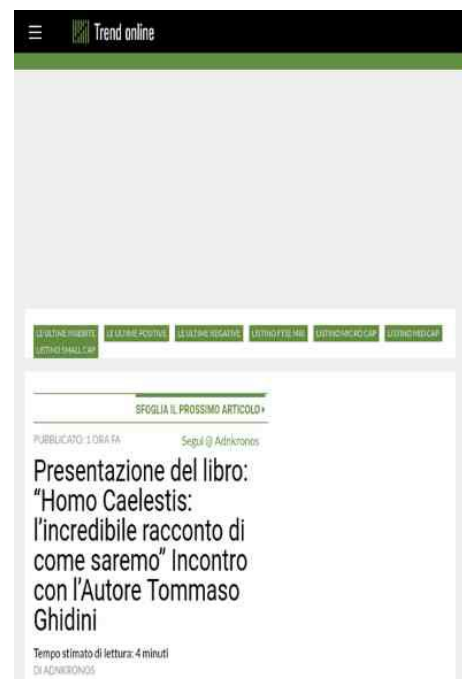 Trend online
LE ULTIME INSERITE LE ULTIME POSITIVE LE ULTIME NEGATIVE LISTINO FTSE MIB LISTINO MICRO CAP LISTINO MID CAP
LISTINO SMALL CAP
SFOGLIA IL PROSSIMO ARTICOLO
PUBBLICATO: 1 ORA FA Segui @ Adnkronos
Presentazione del libro:
“Homo Caelestis:
l’incredibile racconto di
come saremo” Incontro
con l’Autore Tommaso
Ghidini
Tempo stimato di lettura: 4 minuti
DI ADNKRONOS